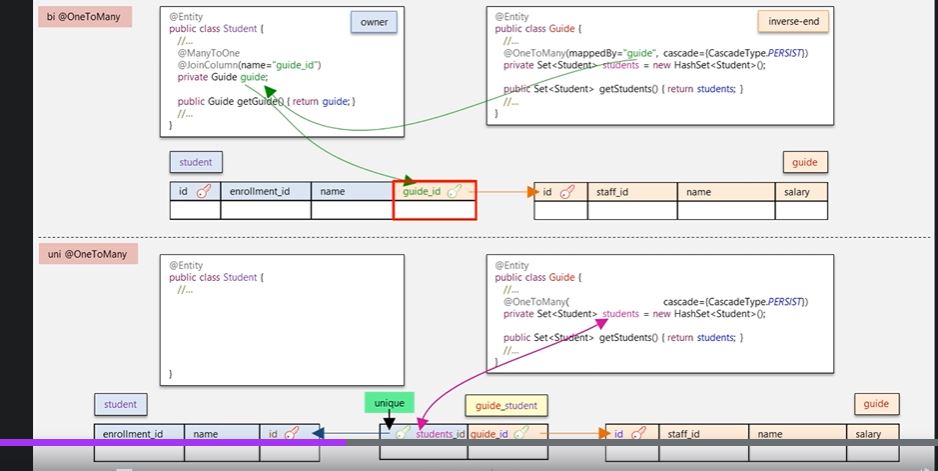 bi @OneToMany
@Entity
public class Student {
//...
@ManyToOne
@JoinColumn(name="guide_id")
private Guide guide;
public Guide getGuide() { return guide; }
//...
}
owner
@Entity
public class Guide {
//...
@OneToMany(mappedBy="guide", cascade={CascadeType.PERSIST})
private Set<Student> students = new HashSet<Student>();
public Set<Student> getStudents() { return students; }
//...
}
inverse-end
student
guide
id enrollment_id name guide_id
id staff_id name salary
uni @OneToMany
@Entity
public class Student {
//...
}
@Entity
public class Guide {
//...
@OneToMany( cascade={CascadeType.PERSIST})
private Set<Student> students = new HashSet<Student>();
public Set<Student> getStudents() { return students; }
//...
}
student
unique
guide_student
guide
enrollment_id name id
students_id guide_id
id staff_id name salary